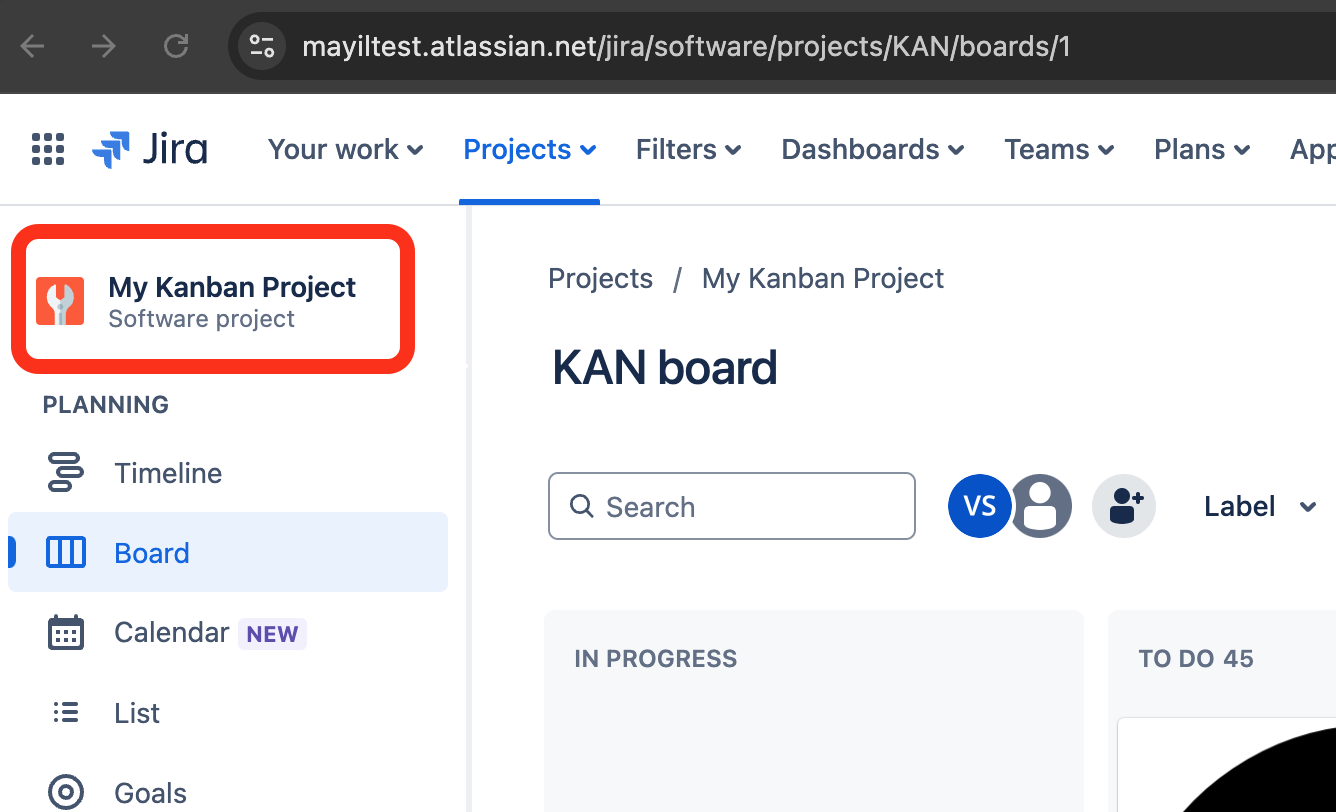 mayiltest.atlassian.net/jira/software/projects/KAN/boards/1
Jira Your work Projects Filters Dashboards Teams Plans App
My Kanban Project
Software project
Projects / My Kanban Project
KAN board
PLANNING
Timeline
Board
Calendar NEW
List
Goals
Search VS Label
IN PROGRESS
TO DO 45